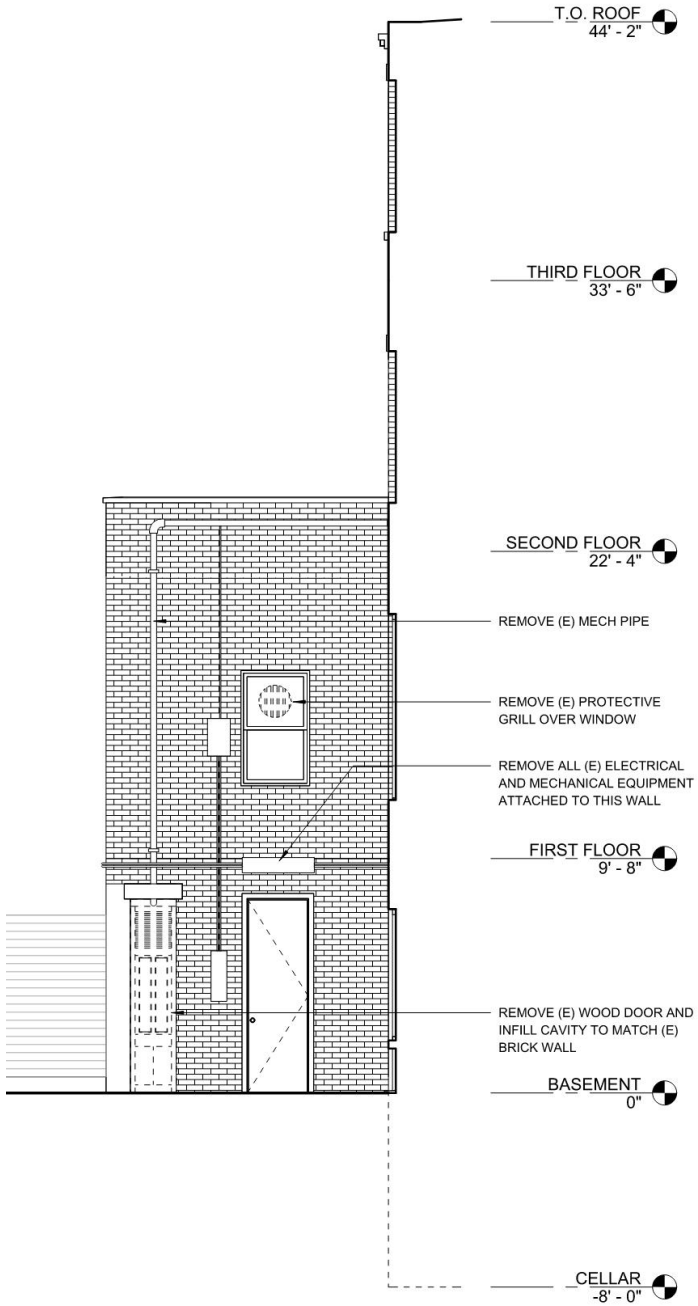 T.O. ROOF
44' - 2"
THIRD FLOOR
33' - 6"
SECOND FLOOR
22' - 4"
REMOVE (E) MECH PIPE
REMOVE (E) PROTECTIVE
GRILL OVER WINDOW
REMOVE ALL (E) ELECTRICAL
AND MECHANICAL EQUIPMENT
ATTACHED TO THIS WALL
FIRST FLOOR
9' - 8"
REMOVE (E) WOOD DOOR AND
INFILL CAVITY TO MATCH (E)
BRICK WALL
BASEMENT
0"
CELLAR
-8' - 0"